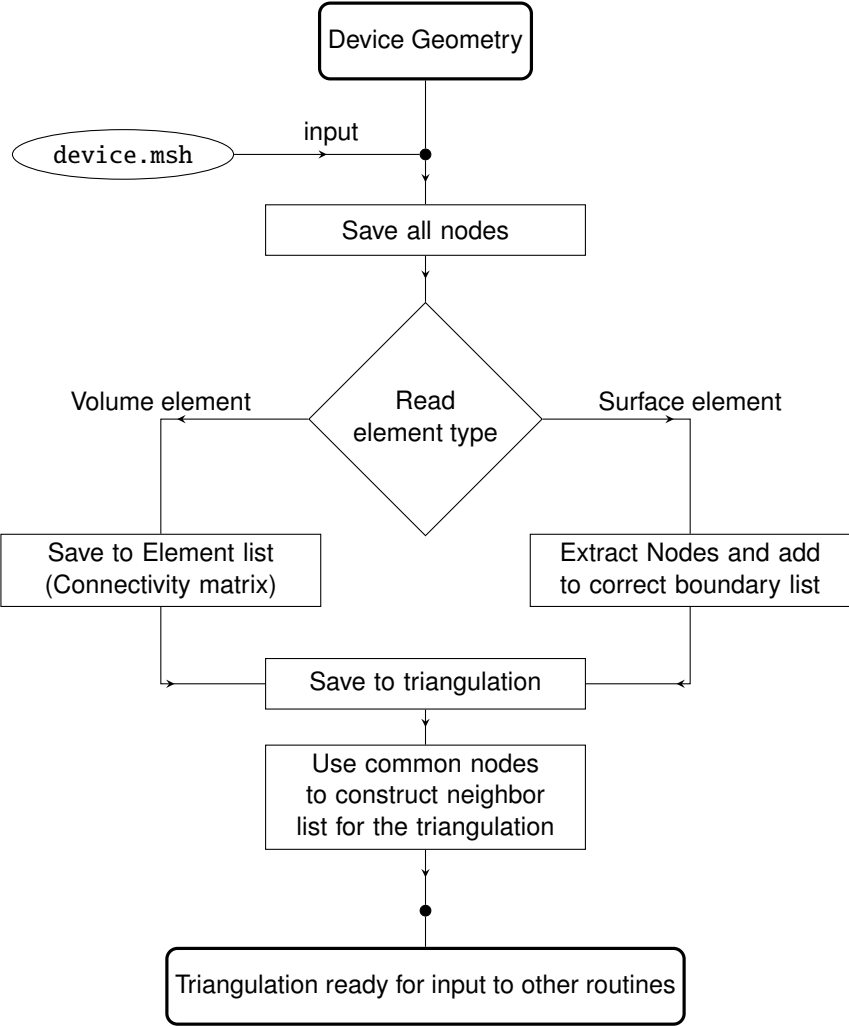 Device Geometry
input
device.msh
Save all nodes
Volume element
Read
element type
Surface element
Save to Element list
(Connectivity matrix)
Extract Nodes and add
to correct boundary list
Save to triangulation
Use common nodes
to construct neighbor
list for the triangulation
Triangulation ready for input to other routines